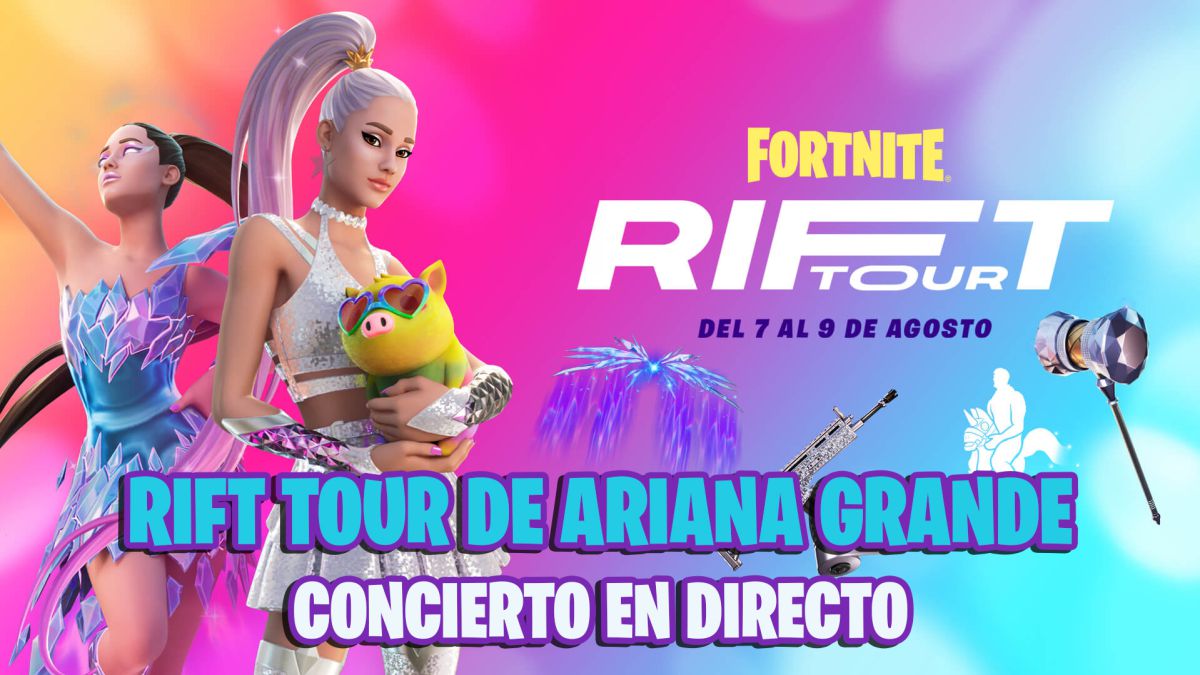 FORTNITE
RIFT
TOUR
DEL 7 AL 9 DE AGOSTO
RIFT TOUR DE ARIANA GRANDE
CONCIERTO EN DIRECTO